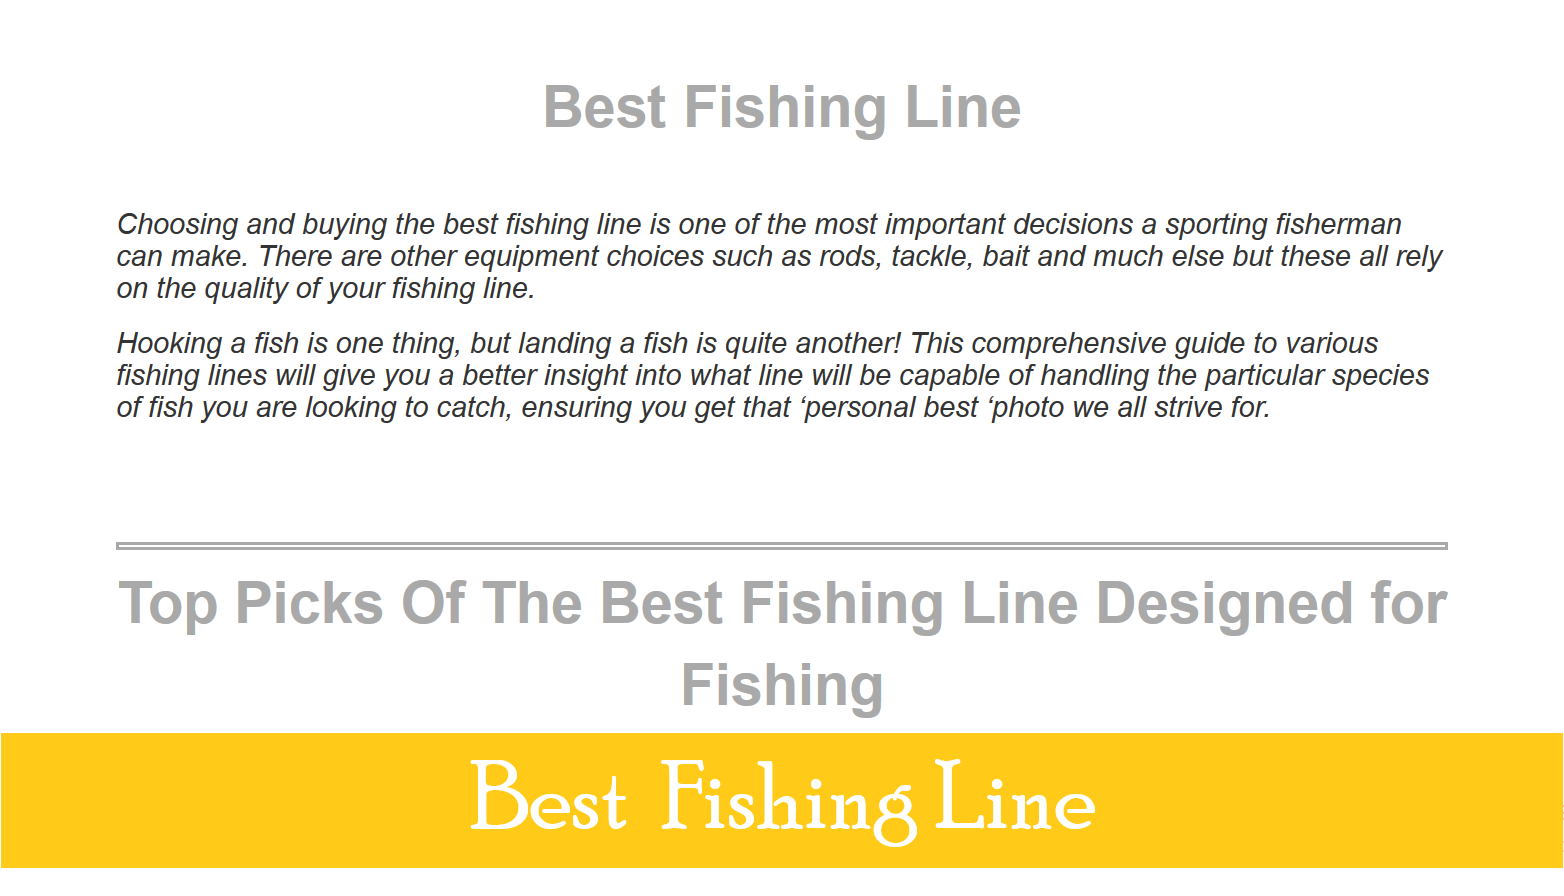 Best Fishing Line
Choosing and buying the best fishing line is one of the most important decisions a sporting fisherman
can make. There are other equipment choices such as rods, tackle, bait and much else but these all rely
on the quality of your fishing line.
Hooking a fish is one thing, but landing a fish is quite another! This comprehensive guide to various
fishing lines will give you a better insight into what line will be capable of handling the particular species
of fish you are looking to catch, ensuring you get that ‘personal best ‘photo we all strive for.
Top Picks Of The Best Fishing Line Designed for
Fishing
Best Fishing Line